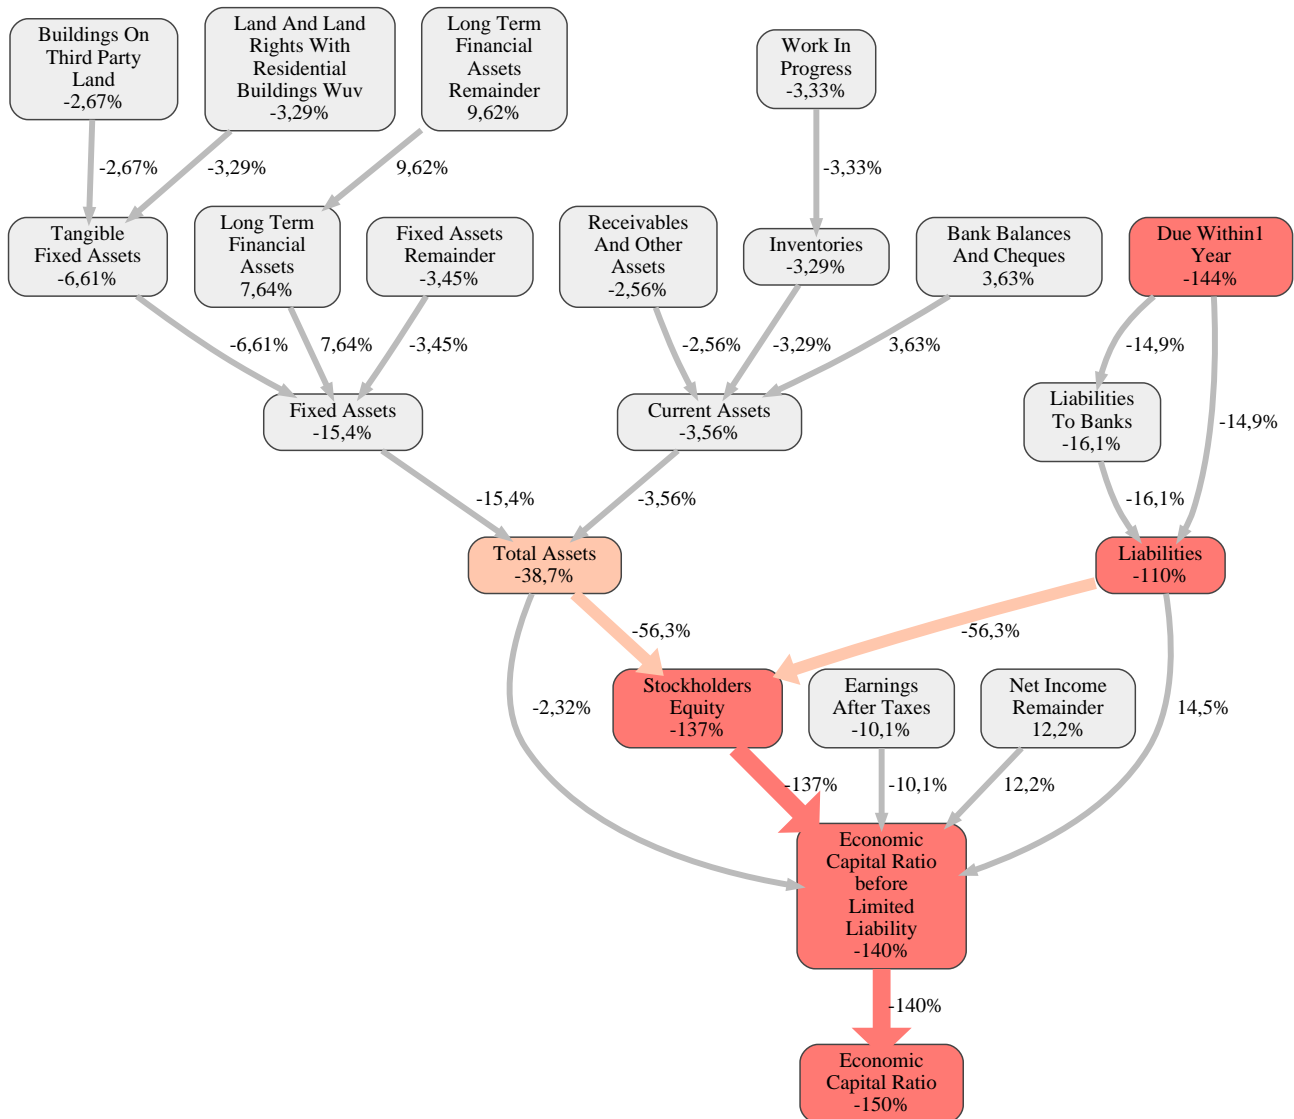 Buildings On
Third Party
Land
-2,67%
Land And Land
Rights With
Residential
Buildings Wuv
-3,29%
Long Term
Financial
Assets
Remainder
9,62%
Work In
Progress
-3,33%
-2,67%
-3,29%
9,62%
-3,33%
Tangible
Fixed Assets
-6,61%
Long Term
Financial
Assets
7,64%
Fixed Assets
Remainder
-3,45%
Receivables
And Other
Assets
-2,56%
Inventories
-3,29%
Bank Balances
And Cheques
3,63%
Due Within1
Year
-144%
-6,61%
7,64%
-3,45%
-2,56%
-3,29%
3,63%
-14,9%
-14,9%
Fixed Assets
-15,4%
Current Assets
-3,56%
Liabilities
To Banks
-16,1%
-15,4%
-3,56%
-16,1%
Total Assets
-38,7%
Liabilities
-110%
-56,3%
-56,3%
-2,32%
14,5%
Stockholders
Equity
-137%
Earnings
After Taxes
-10,1%
Net Income
Remainder
12,2%
-137%
-10,1%
12,2%
Economic
Capital Ratio
before
Limited
Liability
-140%
-140%
Economic
Capital Ratio
-150%